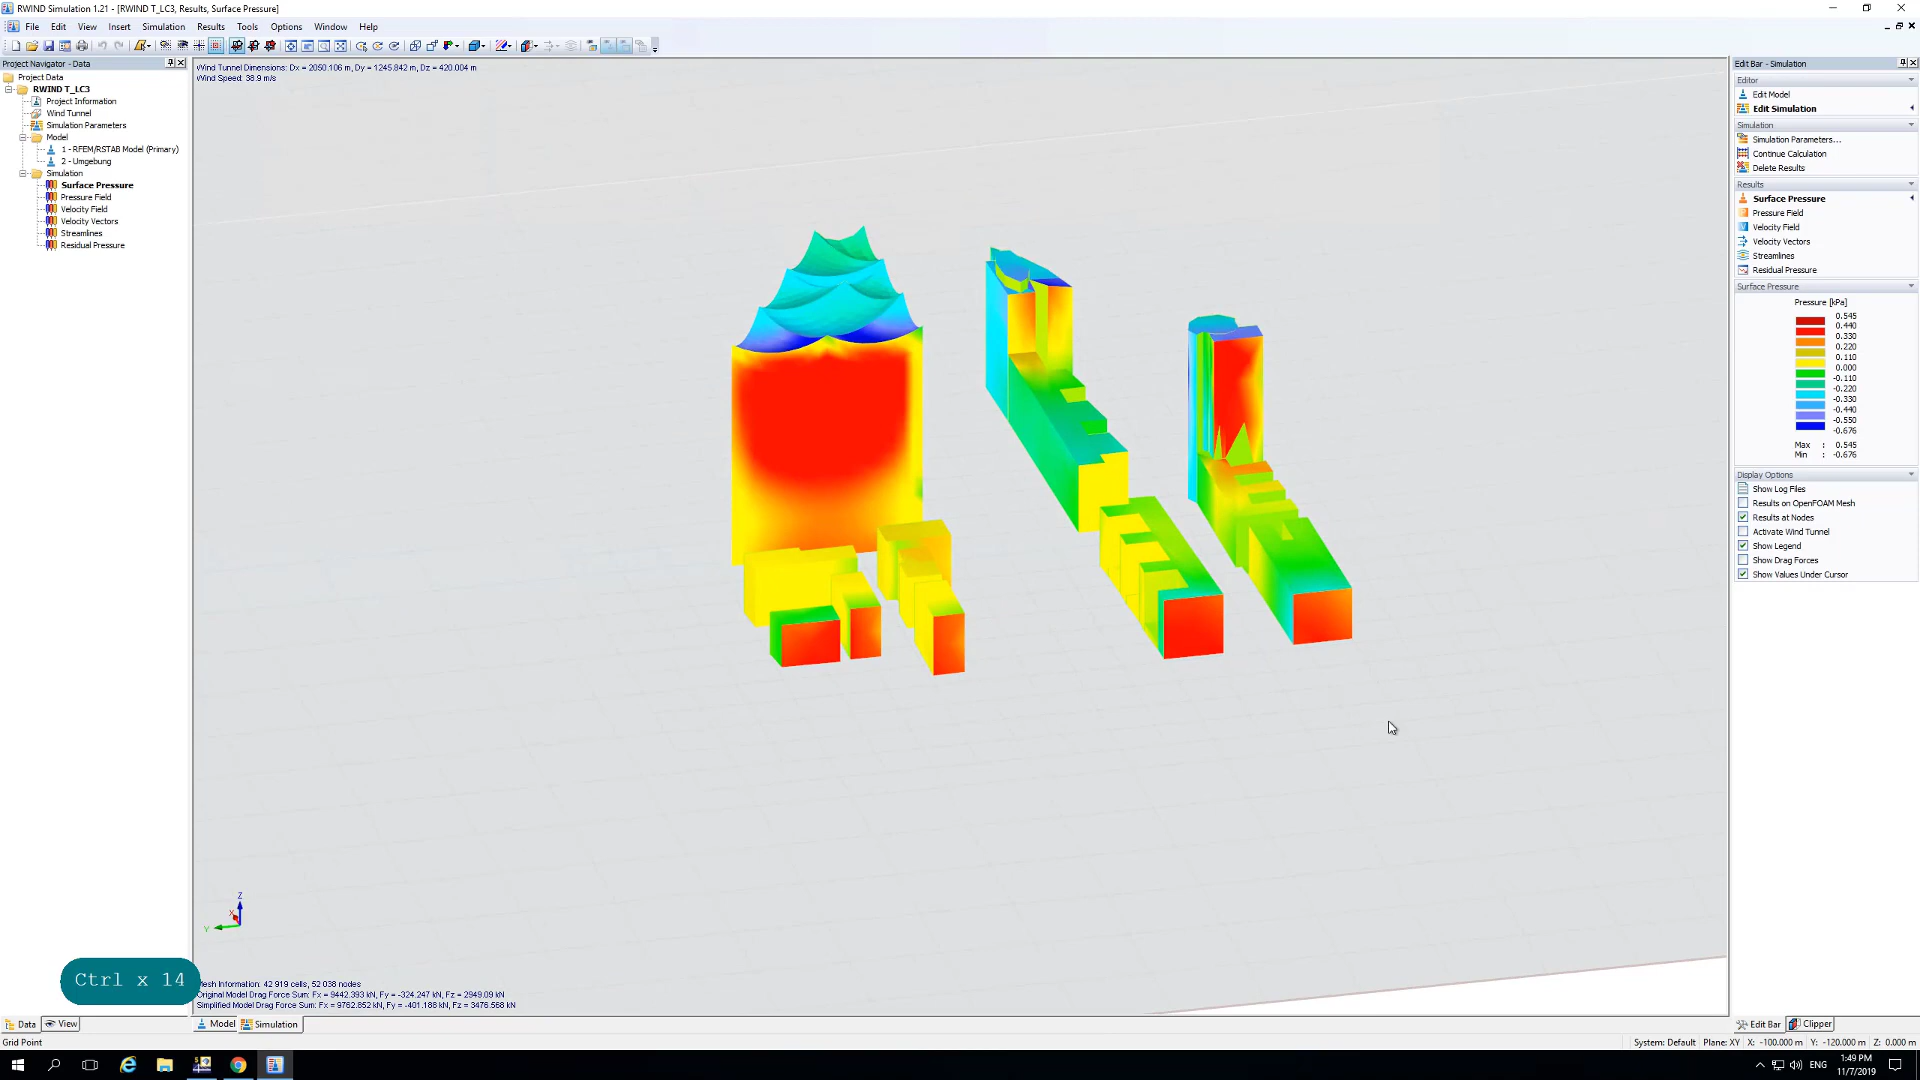 RWIND Simulation 1.21 - [RWIND T_LC3, Results, Surface Pressure]
File Edit View Insert Simulation Results Tools Options Window Help
Project Navigator - Data
Project Data
RWIND T_LC3
Project Information
Wind Tunnel
Simulation Parameters
Model
1 - RFEM/RSTAB Model (Primary)
2 - Umgebung
Simulation
Surface Pressure
Pressure Field
Velocity Field
Velocity Vectors
Streamlines
Residual Pressure
Wind Tunnel Dimensions: Dx = 2050.106 m, Dy = 1245.842 m, Dz = 420.004 m
Wind Speed: 38.9 m/s
Z
X
Y
Ctrl x 14
Mesh Information: 42 919 cells, 52 038 nodes
Original Model Drag Force Sum: Fx = 9442.393 kN, Fy = -324.247 kN, Fz = 2949.09 kN
Simplified Model Drag Force Sum: Fx = 9762.852 kN, Fy = -401.188 kN, Fz = 3476.568 kN
Edit Bar - Simulation
Editor
Edit Model
Edit Simulation
Simulation
Simulation Parameters...
Continue Calculation
Delete Results
Results
Surface Pressure
Pressure Field
Velocity Field
Velocity Vectors
Streamlines
Residual Pressure
Surface Pressure
Pressure [kPa]
0.545
0.440
0.330
0.220
0.110
0.000
-0.110
-0.220
-0.330
-0.440
-0.550
-0.676
Max : 0.545
Min : -0.676
Display Options
Show Log Files
Results on OpenFOAM Mesh
Results at Nodes
Activate Wind Tunnel
Show Legend
Show Drag Forces
Show Values Under Cursor
Data View
Model Simulation
Edit Bar Clipper
Grid Point
System: Default Plane: XY X: -100.000 m Y: -120.000 m Z: 0.000 m
ENG
1:49 PM
11/7/2019